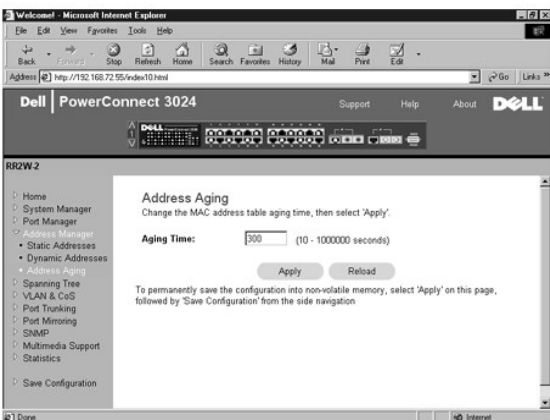 Welcome! - Microsoft Internet Explorer
File Edit View Favorites Tools Help
Back Forward Stop Refresh Home Search Favorites History Mail Print Edit
Address http://192.168.72.55/index10.html Go Links »
Dell PowerConnect 3024
Support Help About DELL
DELL
RR2W-2
Home
System Manager
Port Manager
Address Manager
• Static Addresses
• Dynamic Addresses
• Address Aging
Spanning Tree
VLAN & CoS
Port Trunking
Port Mirroring
SNMP
Multimedia Support
Statistics
Save Configuration
Address Aging
Change the MAC address table aging time, then select 'Apply'.
Aging Time: 300 (10 - 1000000 seconds)
Apply Reload
To permanently save the configuration into non-volatile memory, select 'Apply' on this page,
followed by 'Save Configuration' from the side navigation
Done Internet